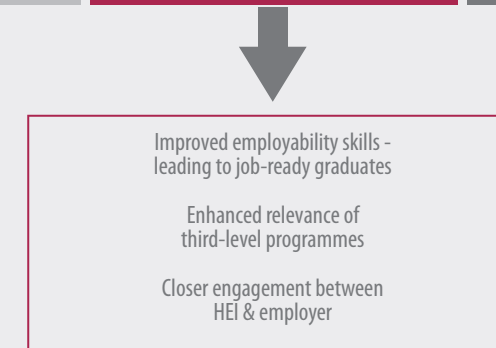 Improved employability skills -
leading to job-ready graduates
Enhanced relevance of
third-level programmes
Closer engagement between
HEI & employer